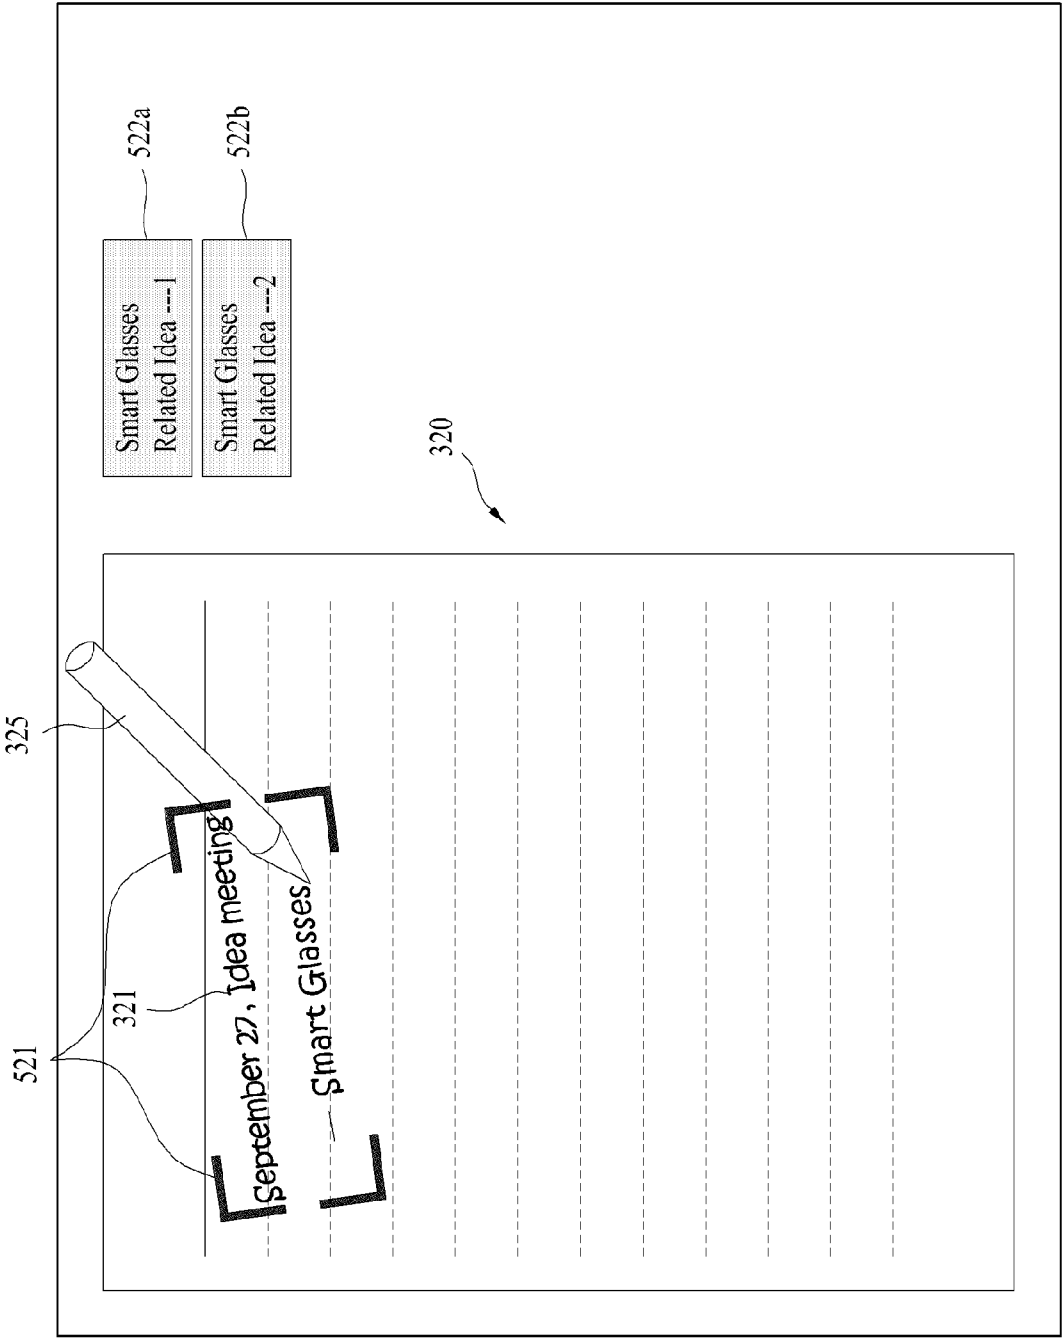 325
521
321
September 27, Idea meeting
- Smart Glasses
320
Smart Glasses
Related Idea ---1
522a
Smart Glasses
Related Idea ---2
522b